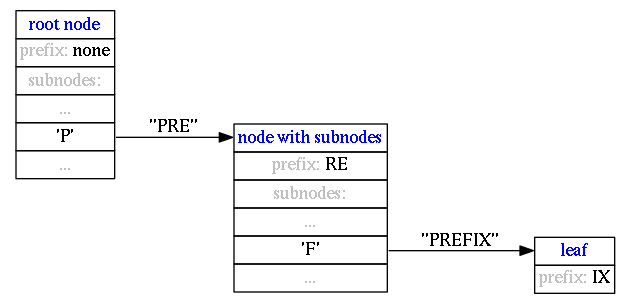 root node
prefix: none
subnodes:
...
'P'
...
"PRE"
node with subnodes
prefix: RE
subnodes:
...
'F'
...
"PREFIX"
leaf
prefix: IX